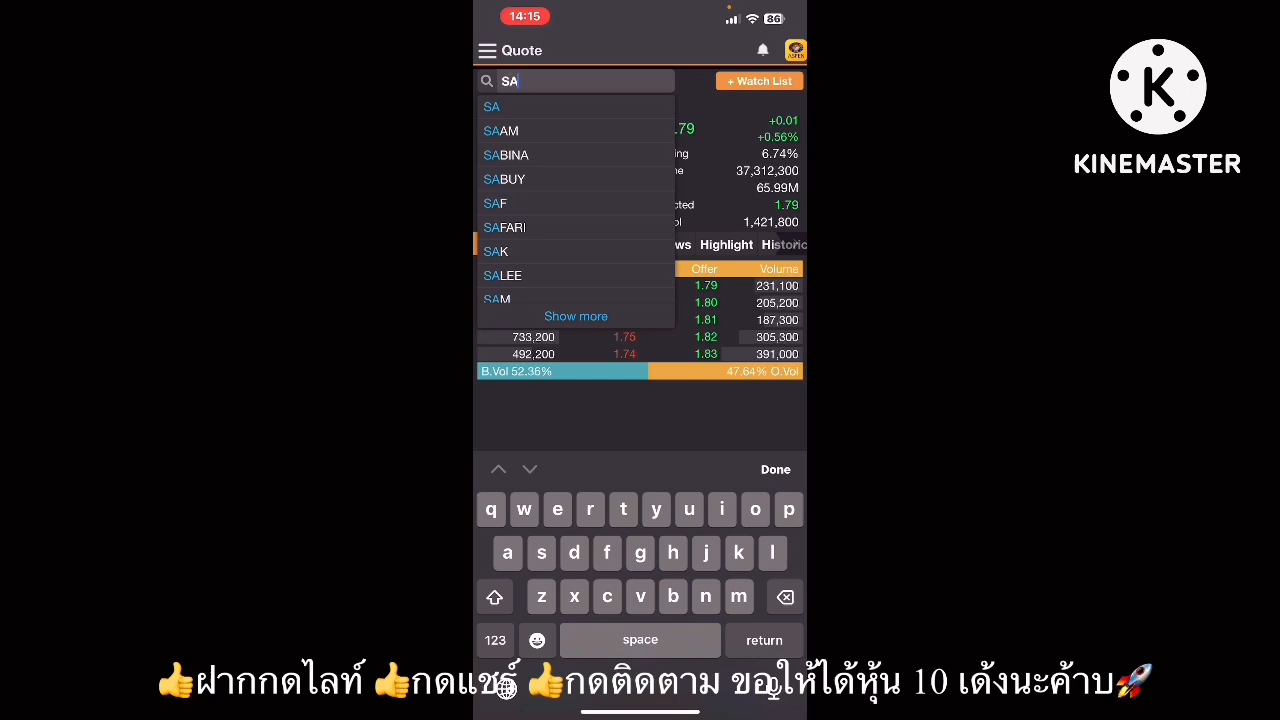 14:15
86
Quote
ASPEN
SA
+ Watch List
SA
SAAM
SABINA
SABUY
SAF
SAFARI
SAK
SALEE
SAM
Show more
.79
+0.01
+0.56%
ing 6.74%
me 37,312,300
65.99M
cted 1.79
ol 1,421,800
ws Highlight Historic
Offer Volume
1.79 231,100
1.80 205,200
1.81 187,300
733,200 1.75 1.82 305,300
492,200 1.74 1.83 391,000
B.Vol 52.36% 47.64% O.Vol
Done
q w e r t y u i o p
a s d f g h j k l
z x c v b n m
123 space return
👍ฝากกดไลท์ 👍กดแชร์ 👍กดติดตาม ขอให้ได้หุ้น 10 เด้งนะค้าบ🚀
K
KINEMASTER